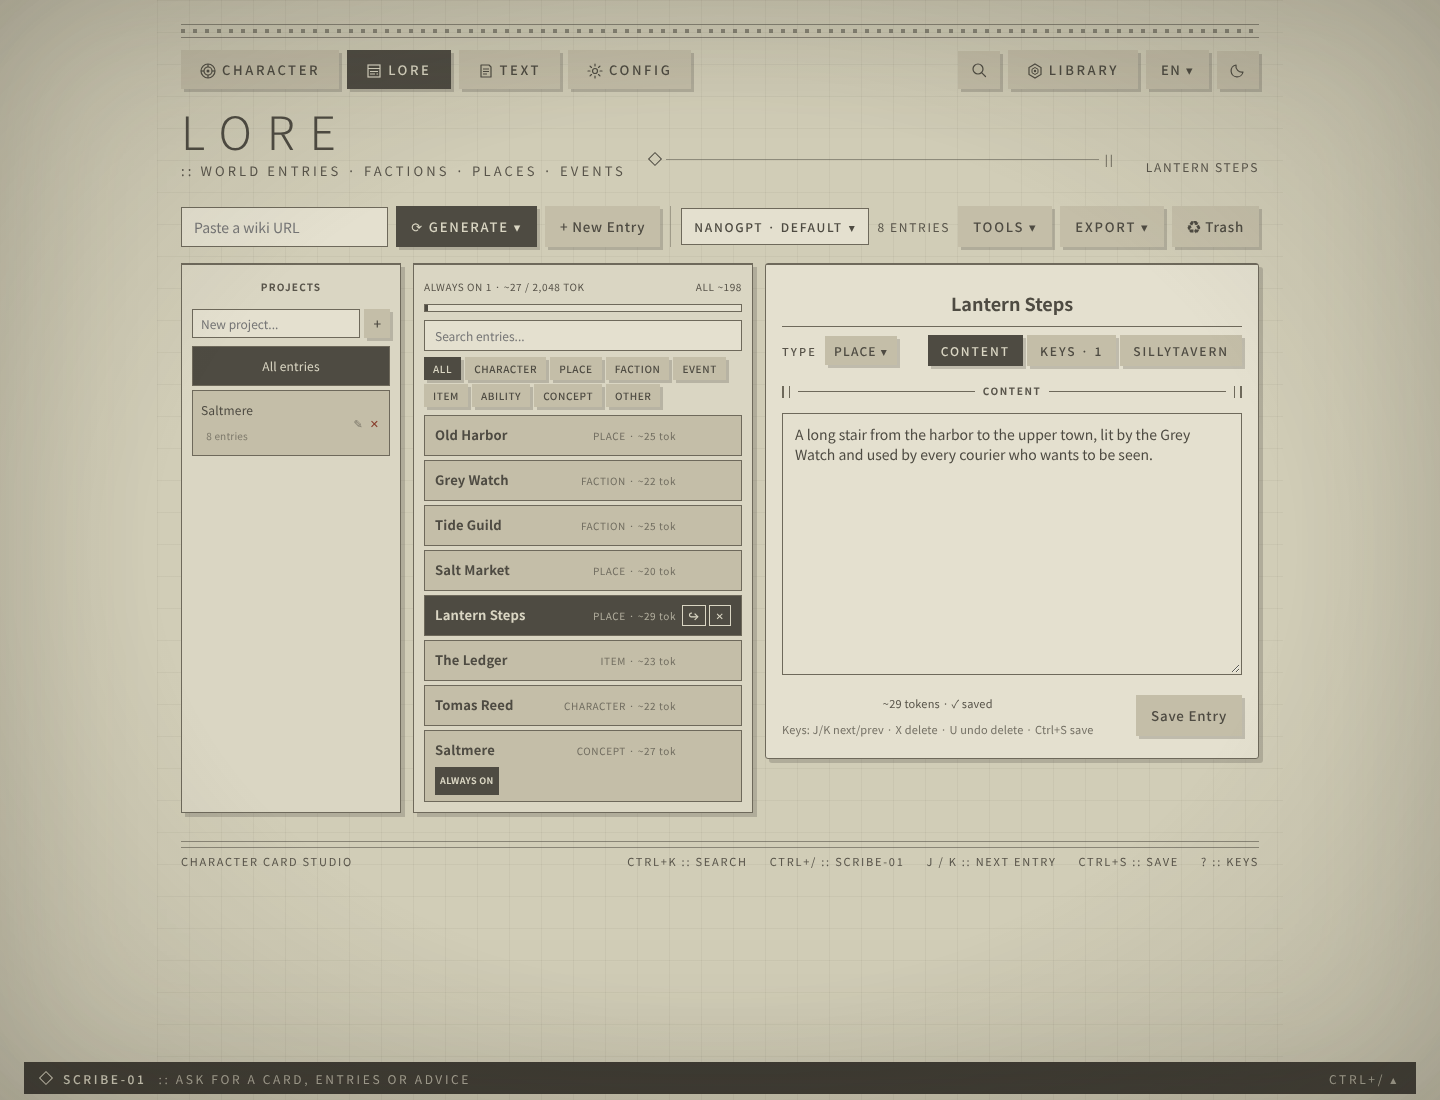 CHARACTER
LORE
TEXT
CONFIG
LIBRARY
EN ▾
LORE
:: WORLD ENTRIES · FACTIONS · PLACES · EVENTS
LANTERN STEPS
Paste a wiki URL
⟳ GENERATE ▾
+ New Entry
NANOGPT · DEFAULT ▾
8 ENTRIES
TOOLS ▾
EXPORT ▾
♻ Trash
PROJECTS
New project...
+
All entries
Saltmere
8 entries
✎ ✕
ALWAYS ON 1 · ~27 / 2,048 TOK
ALL ~198
Search entries...
ALL
CHARACTER
PLACE
FACTION
EVENT
ITEM
ABILITY
CONCEPT
OTHER
Old Harbor
PLACE · ~25 tok
Grey Watch
FACTION · ~22 tok
Tide Guild
FACTION · ~25 tok
Salt Market
PLACE · ~20 tok
Lantern Steps
PLACE · ~29 tok
↪ ×
The Ledger
ITEM · ~23 tok
Tomas Reed
CHARACTER · ~22 tok
Saltmere
CONCEPT · ~27 tok
ALWAYS ON
Lantern Steps
TYPE
PLACE ▾
CONTENT
KEYS · 1
SILLYTAVERN
CONTENT
A long stair from the harbor to the upper town, lit by the Grey
Watch and used by every courier who wants to be seen.
~29 tokens · ✓ saved
Keys: J/K next/prev · X delete · U undo delete · Ctrl+S save
Save Entry
CHARACTER CARD STUDIO
CTRL+K :: SEARCH
CTRL+/ :: SCRIBE-01
J / K :: NEXT ENTRY
CTRL+S :: SAVE
? :: KEYS
SCRIBE-01 :: ASK FOR A CARD, ENTRIES OR ADVICE
CTRL+/ ▴